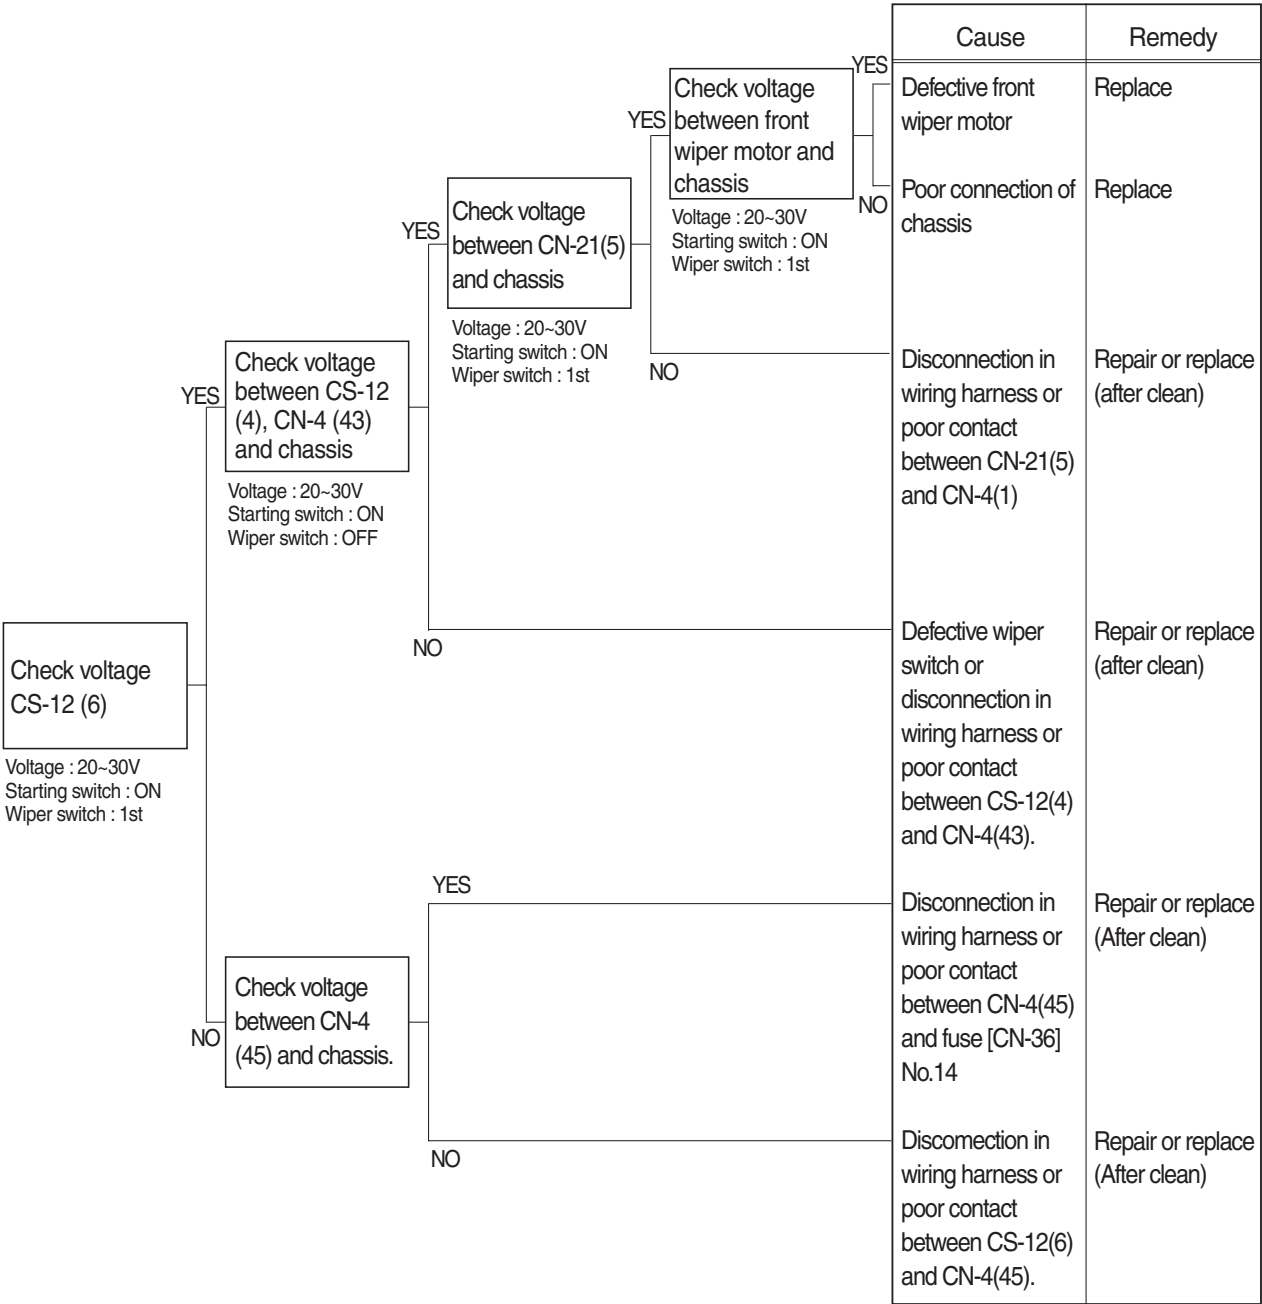 Cause
Remedy
YES
Check voltage
between front
wiper motor and
chassis
YES
Defective front
wiper motor
Replace
NO
Poor connection of
chassis
Replace
Voltage : 20~30V
Starting switch : ON
Wiper switch : 1st
YES
Check voltage
between CN-21(5)
and chassis
Voltage : 20~30V
Starting switch : ON
Wiper switch : 1st
NO
Disconnection in
wiring harness or
poor contact
between CN-21(5)
and CN-4(1)
Repair or replace
(after clean)
YES
Check voltage
between CS-12
(4), CN-4 (43)
and chassis
Voltage : 20~30V
Starting switch : ON
Wiper switch : OFF
NO
Defective wiper
switch or
disconnection in
wiring harness or
poor contact
between CS-12(4)
and CN-4(43).
Repair or replace
(after clean)
Check voltage
CS-12 (6)
Voltage : 20~30V
Starting switch : ON
Wiper switch : 1st
YES
Disconnection in
wiring harness or
poor contact
between CN-4(45)
and fuse [CN-36]
No.14
Repair or replace
(After clean)
NO
Check voltage
between CN-4
(45) and chassis.
NO
Discomection in
wiring harness or
poor contact
between CS-12(6)
and CN-4(45).
Repair or replace
(After clean)